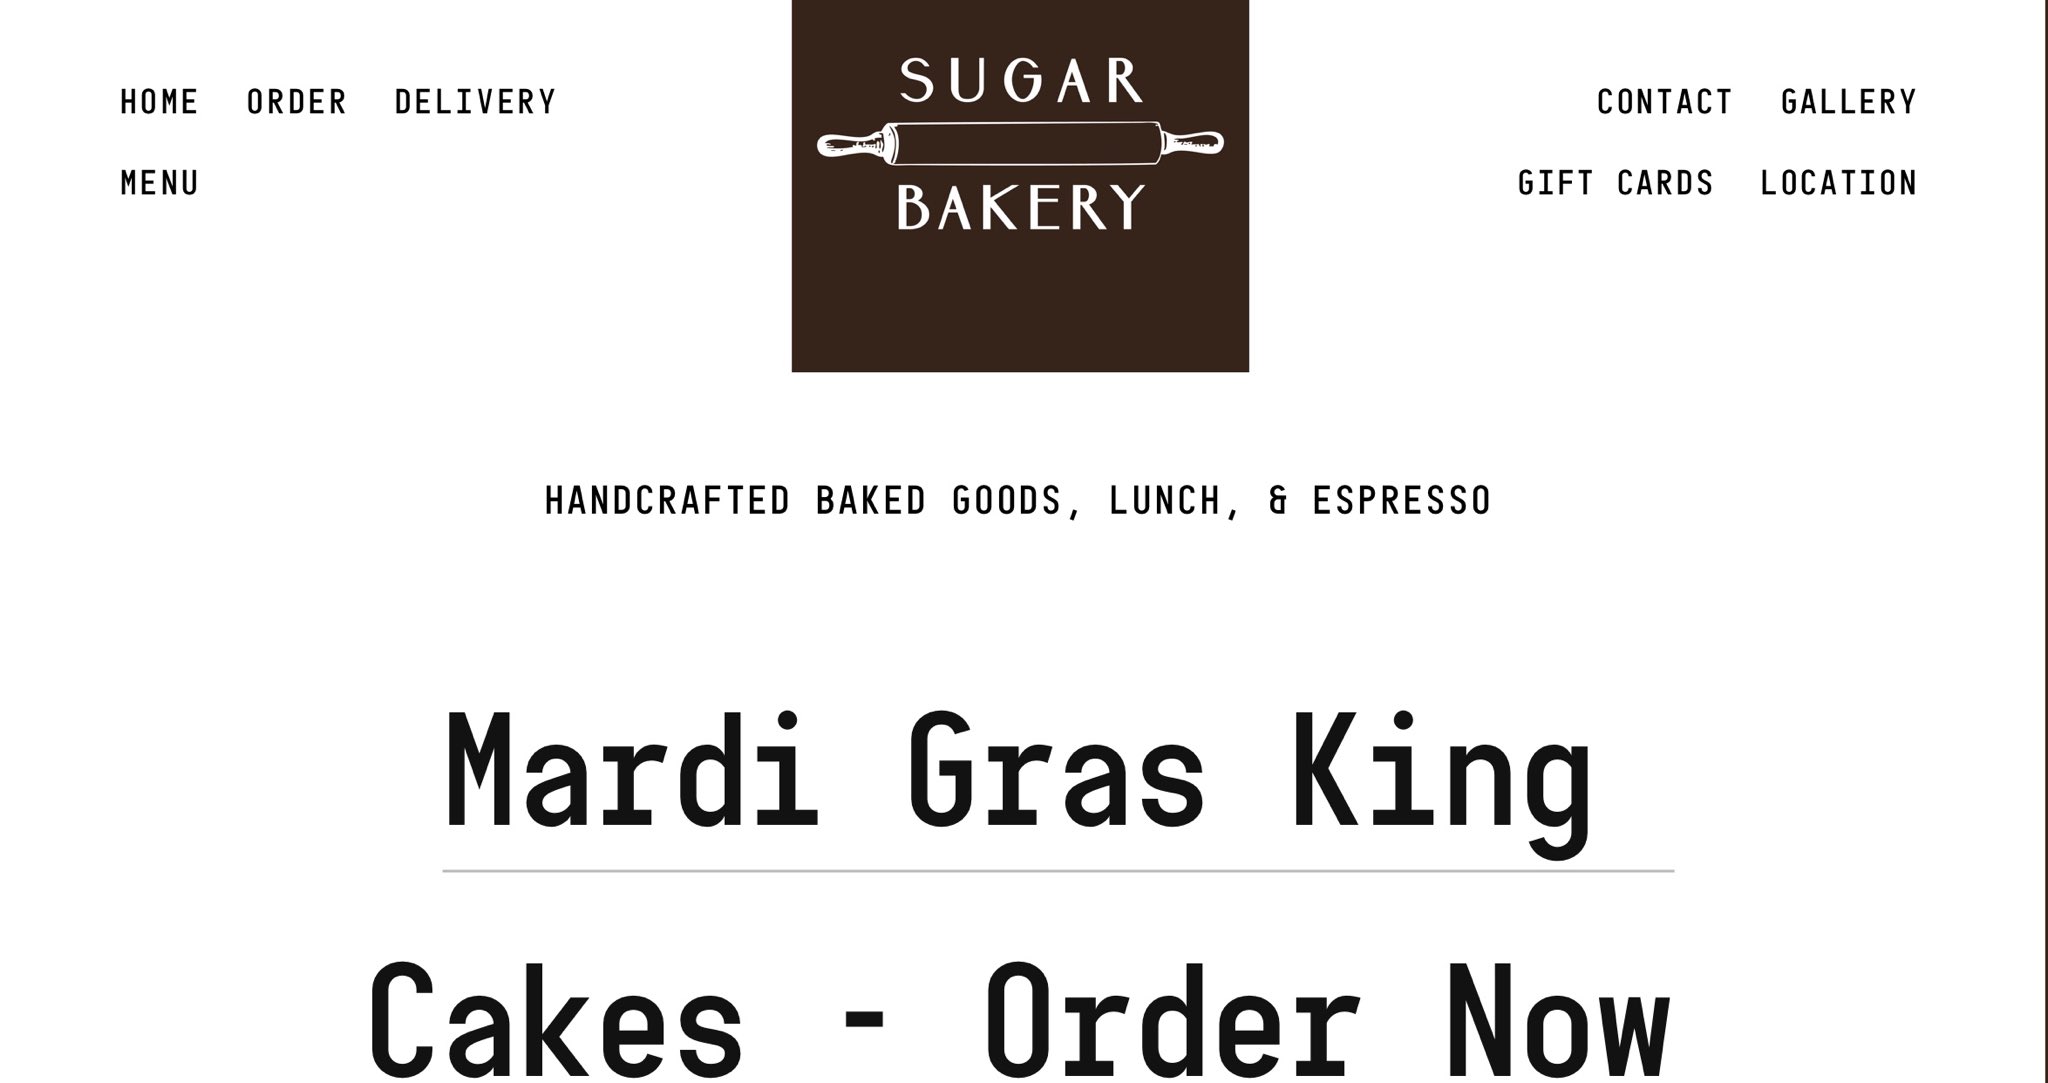 HOME ORDER DELIVERY
MENU
SUGAR
BAKERY
CONTACT GALLERY
GIFT CARDS LOCATION
HANDCRAFTED BAKED GOODS, LUNCH, & ESPRESSO
Mardi Gras King
Cakes - Order Now